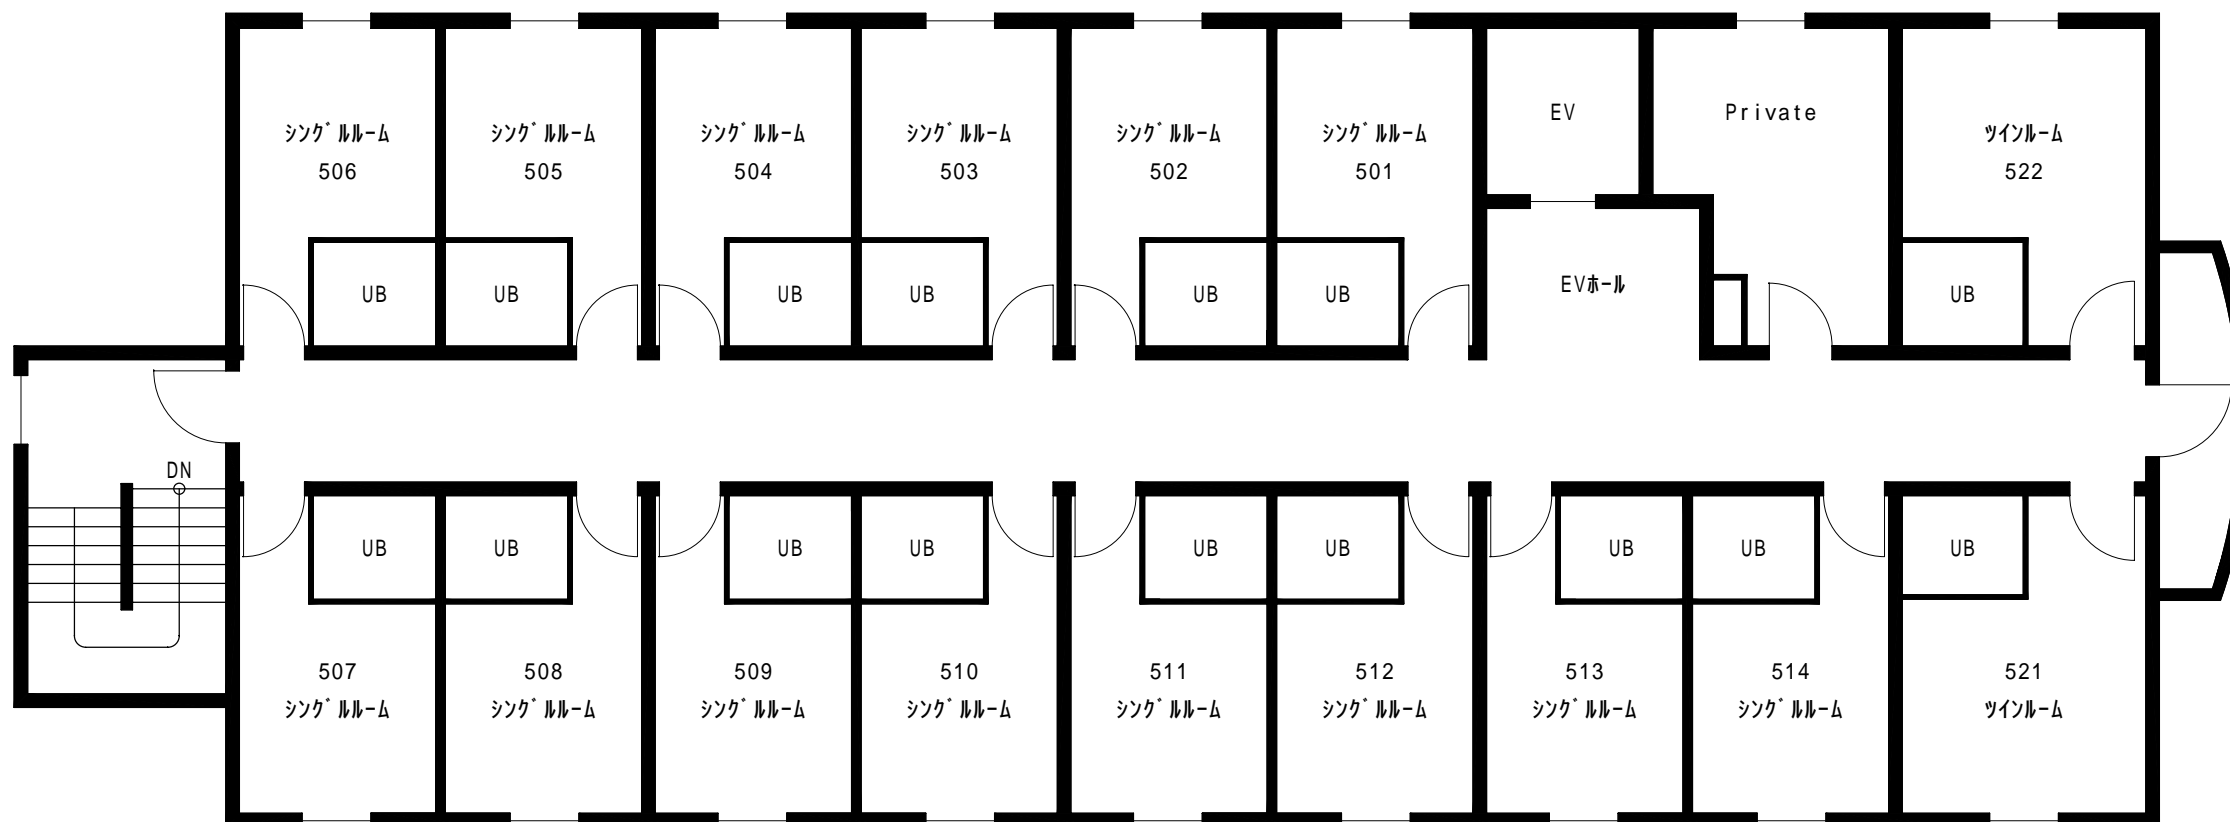 シングルルーム
506
シングルルーム
505
シングルルーム
504
シングルルーム
503
シングルルーム
502
シングルルーム
501
EV
Private
ツインルーム
522
UB
UB
UB
UB
UB
UB
EVホール
UB
DN
UB
UB
UB
UB
UB
UB
UB
UB
UB
507
シングルルーム
508
シングルルーム
509
シングルルーム
510
シングルルーム
511
シングルルーム
512
シングルルーム
513
シングルルーム
514
シングルルーム
521
ツインルーム